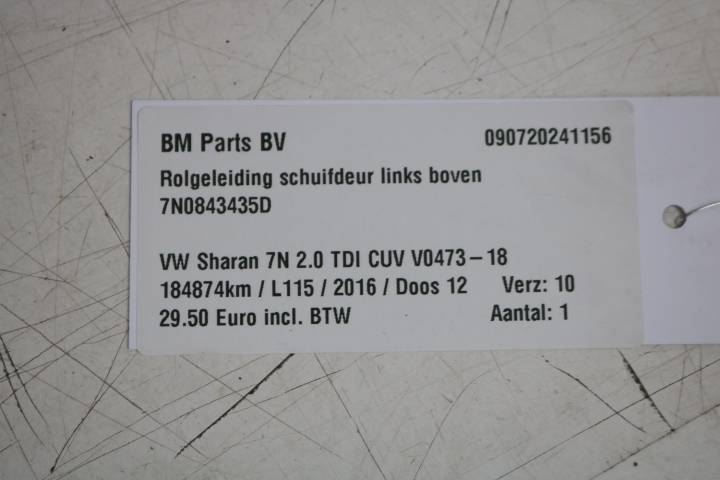 BM Parts BV 090720241156
Rolgeleiding schuifdeur links boven
7N0843435D
VW Sharan 7N 2.0 TDI CUV V0473-18
184874km / L115 / 2016 / Doos 12 Verz: 10
29.50 Euro incl. BTW Aantal: 1